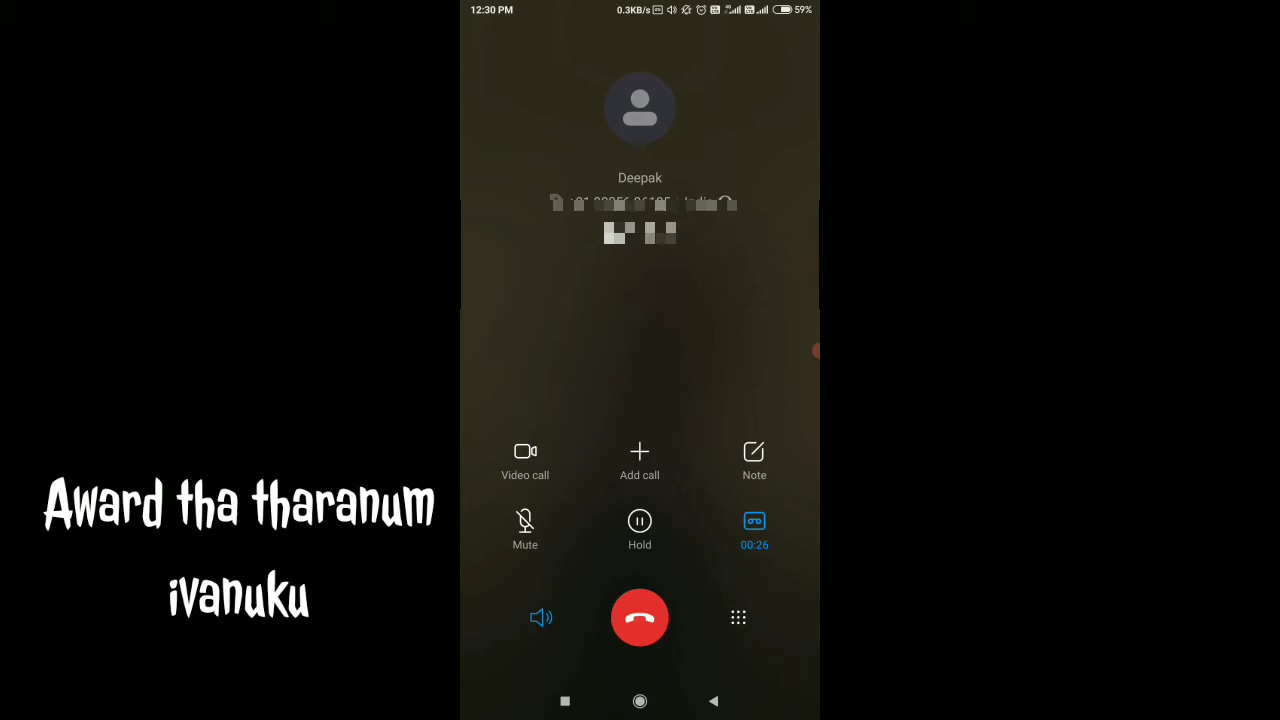 12:30 PM
0.3KB/s
59%
Deepak
Video call
Add call
Note
Mute
Hold
00:26
Award tha tharanum
ivanuku